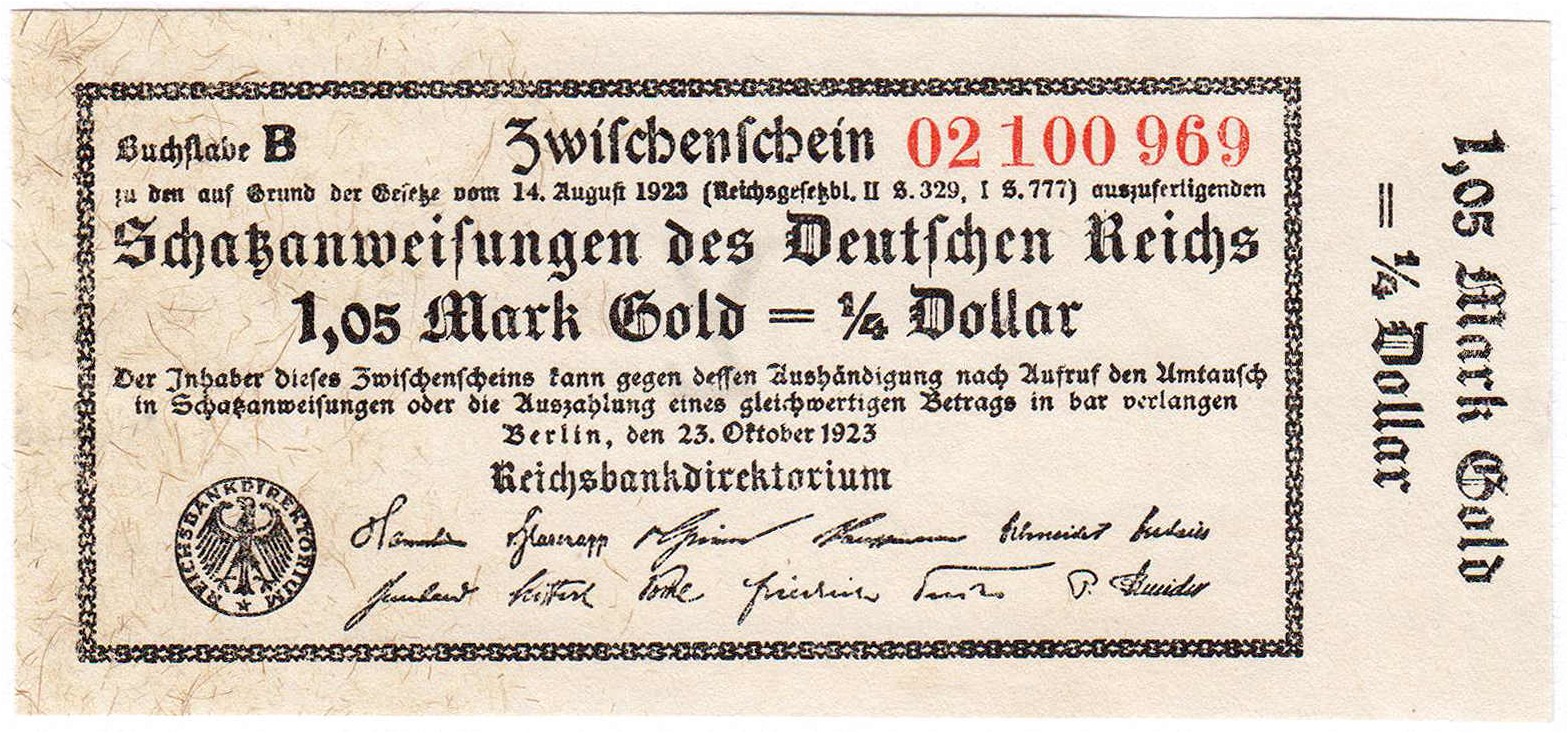 Buchstabe B Zwischenschein 02 100 969
zu den auf Grund der Gesetze vom 14. August 1923 (Reichsgesetzbl. II S. 329, I S. 777) auszufertigenden
Schatzanweisungen des Deutschen Reichs
1,05 Mark Gold = ¼ Dollar
Der Inhaber dieses Zwischenscheins kann gegen dessen Aushändigung nach Aufruf den Umtausch
in Schatzanweisungen oder die Auszahlung eines gleichwertigen Betrags in bar verlangen
Berlin, den 23. Oktober 1923
Reichsbankdirektorium
REICHSBANKDIREKTORIUM
1,05 Mark Gold
= ¼ Dollar